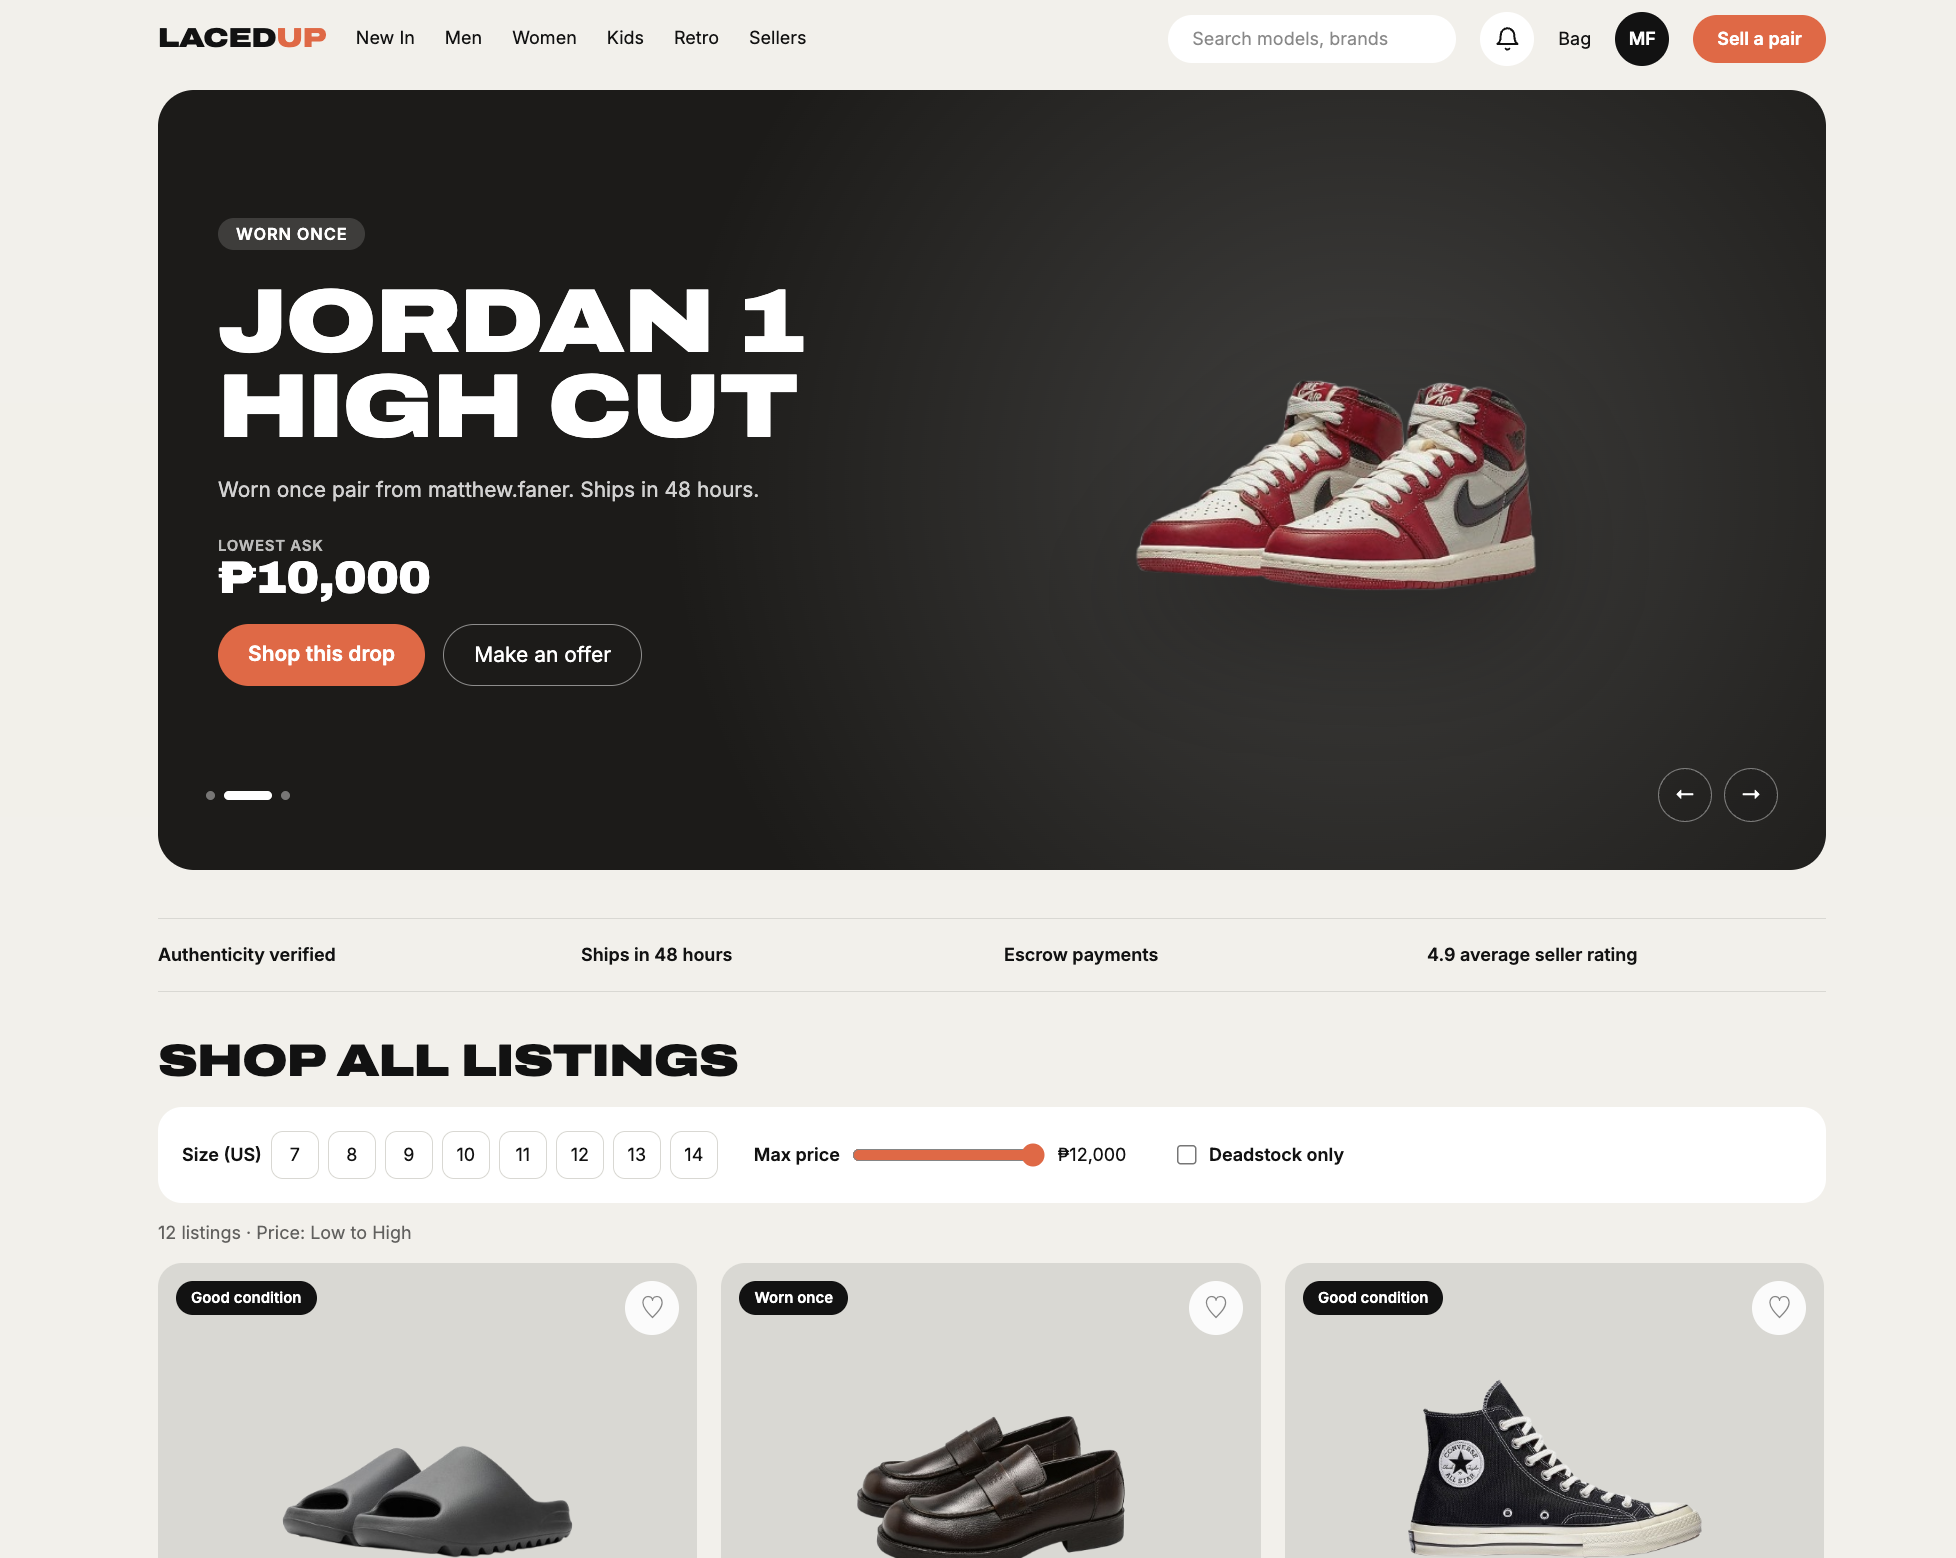 LACEDUP New In Men Women Kids Retro Sellers Search models, brands Bag MF Sell a pair
WORN ONCE
JORDAN 1
HIGH CUT
Worn once pair from matthew.faner. Ships in 48 hours.
LOWEST ASK
₱10,000
Shop this drop Make an offer
← →
Authenticity verified Ships in 48 hours Escrow payments 4.9 average seller rating
SHOP ALL LISTINGS
Size (US) 7 8 9 10 11 12 13 14 Max price ₱12,000 Deadstock only
12 listings · Price: Low to High
Good condition Worn once Good condition
CONVERSE
ALL STAR